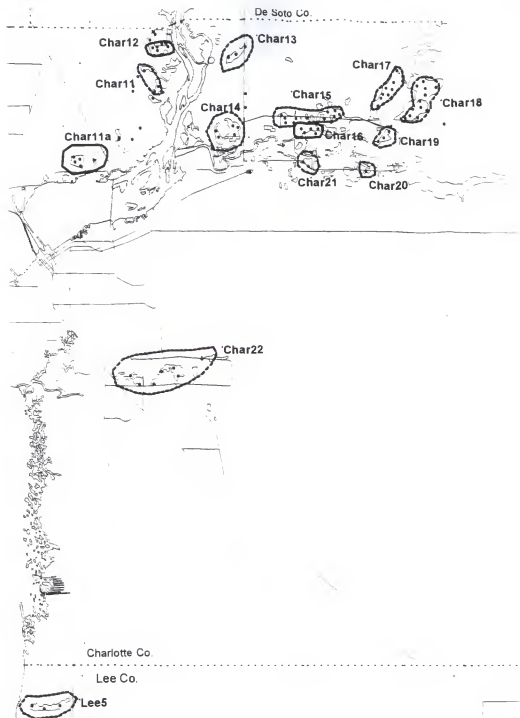 De Soto Co.
Char12
Char13
Char11
Char17
Char15
Char14
Char18
Char11a
Char16
Char19
Char21
Char20
Char22
Charlotte Co.
Lee Co.
Lee5